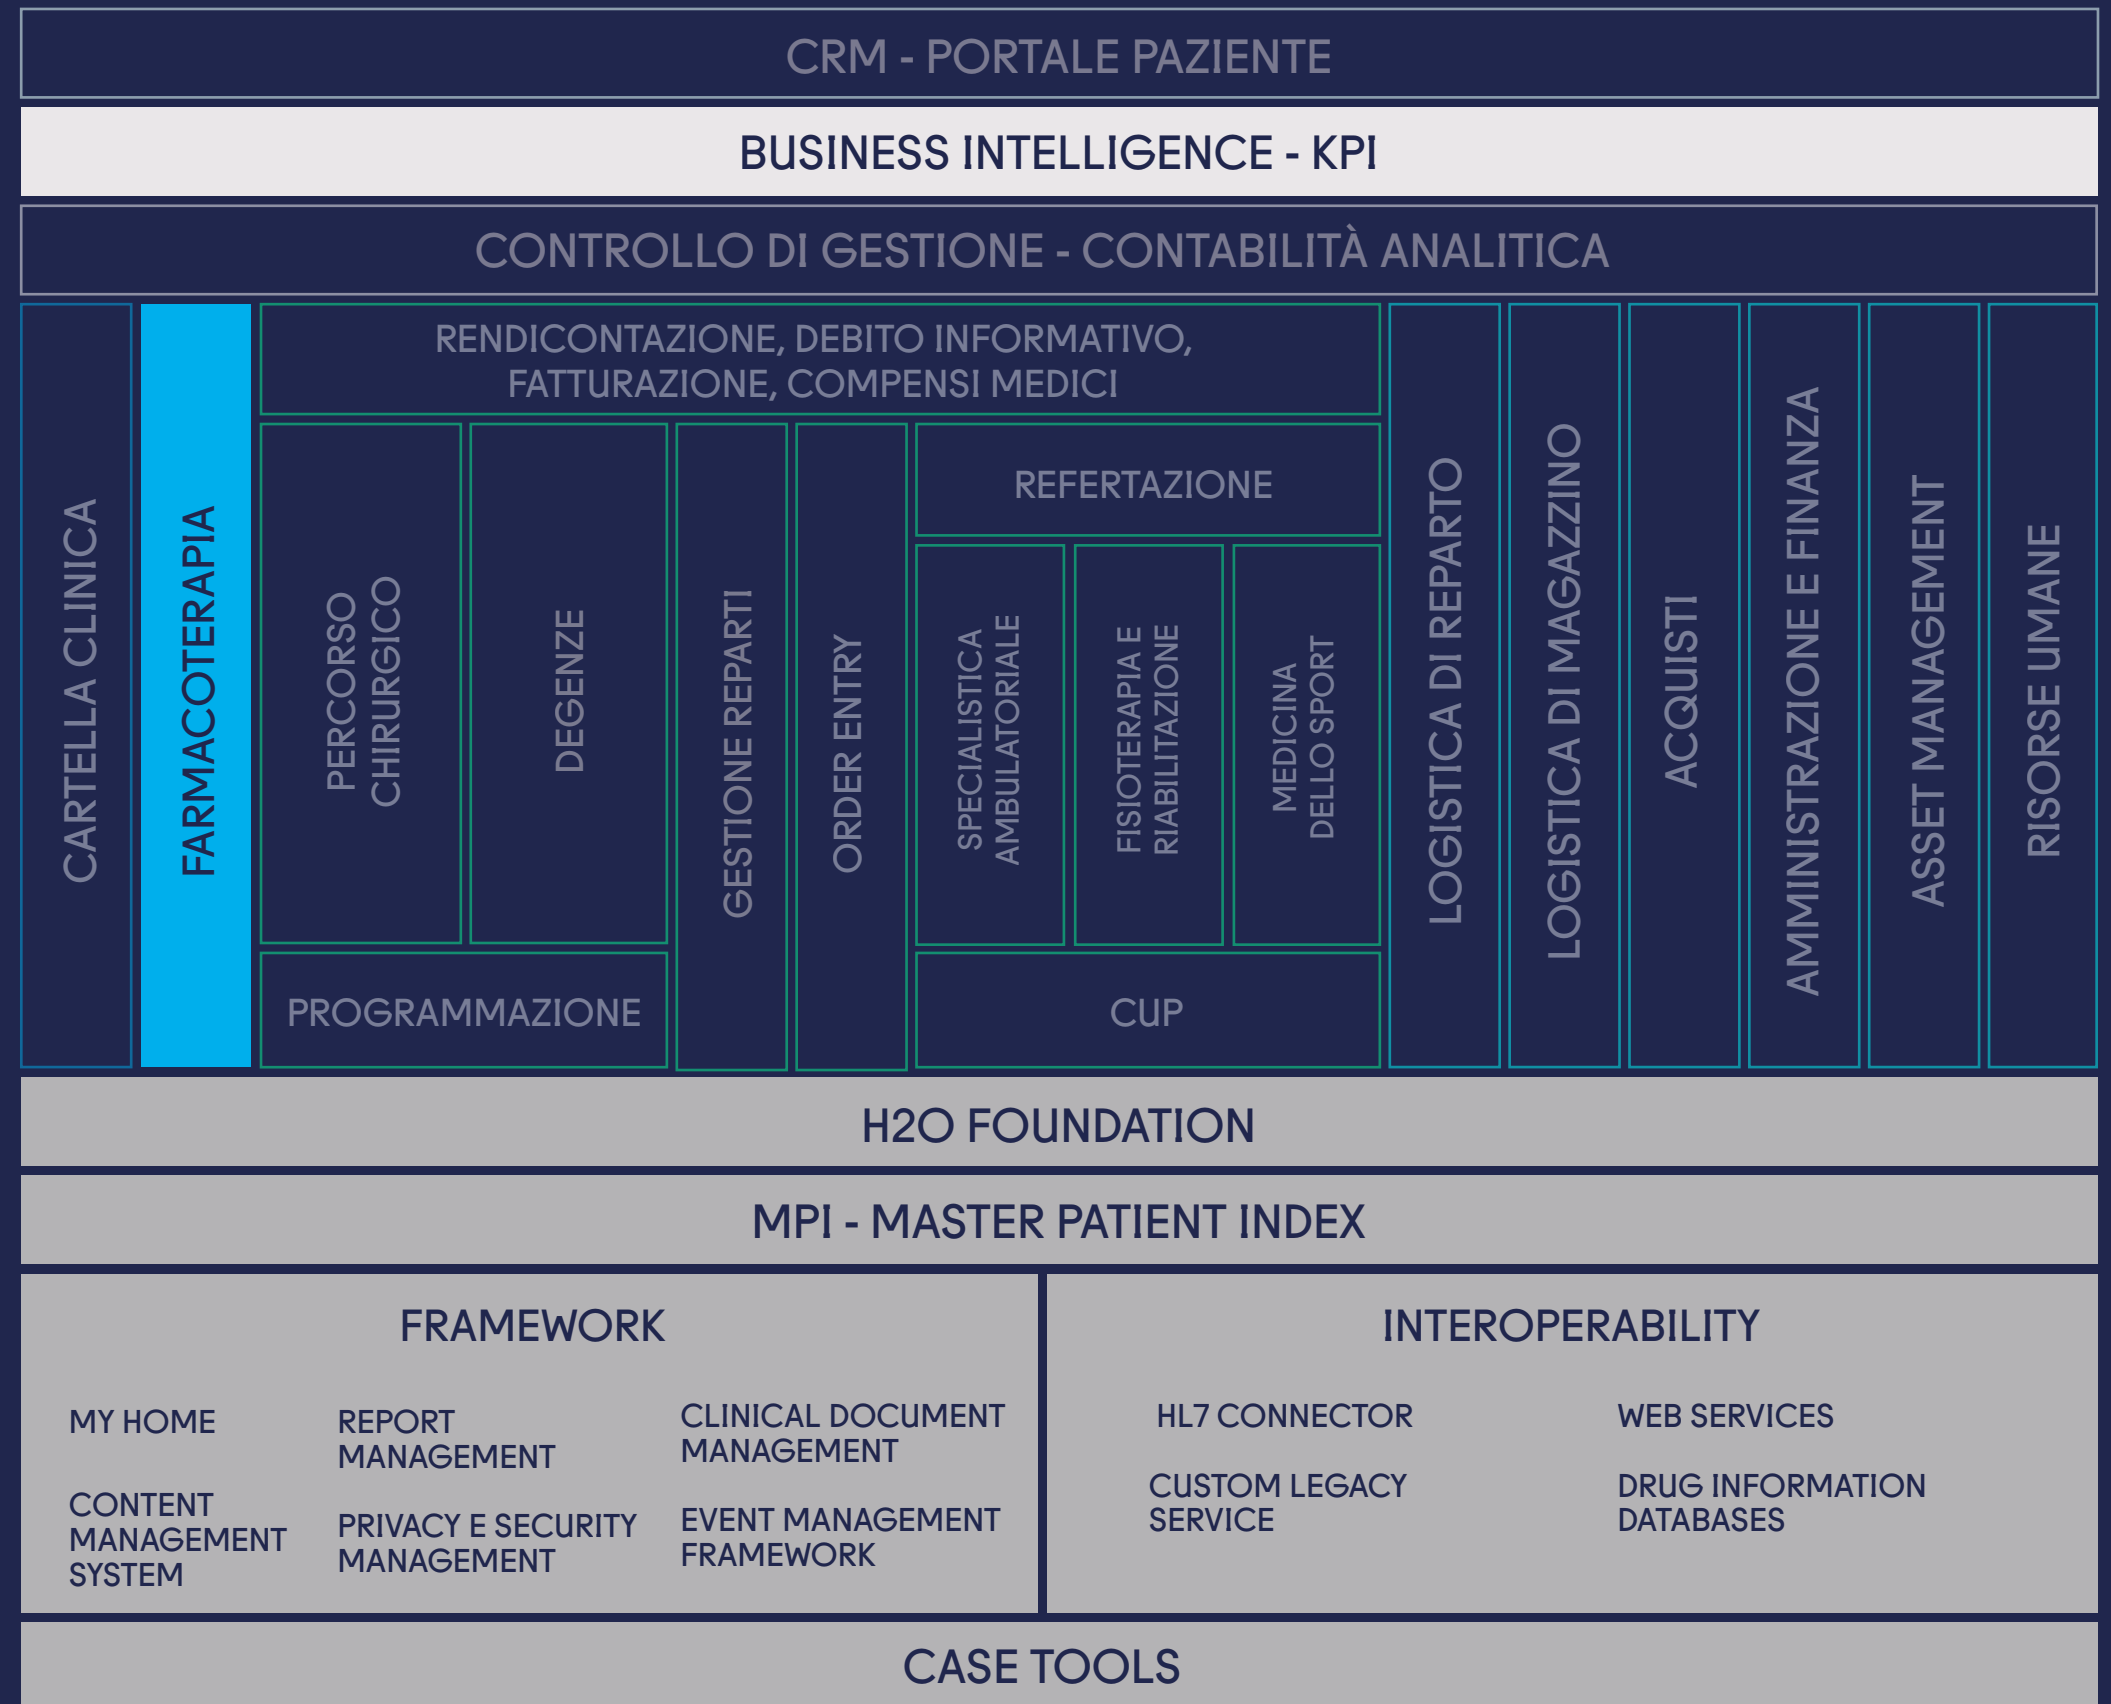 CRM - PORTALE PAZIENTE
BUSINESS INTELLIGENCE - KPI
CONTROLLO DI GESTIONE - CONTABILITÀ ANALITICA
CARTELLA CLINICA
FARMACOTERAPIA
RENDICONTAZIONE, DEBITO INFORMATIVO,
FATTURAZIONE, COMPENSI MEDICI
PERCORSO
CHIRURGICO
DEGENZE
PROGRAMMAZIONE
GESTIONE REPARTI
ORDER ENTRY
REFERTAZIONE
SPECIALISTICA
AMBULATORIALE
FISIOTERAPIA E
RIABILITAZIONE
MEDICINA
DELLO SPORT
CUP
LOGISTICA DI REPARTO
LOGISTICA DI MAGAZZINO
ACQUISTI
AMMINISTRAZIONE E FINANZA
ASSET MANAGEMENT
RISORSE UMANE
H2O FOUNDATION
MPI - MASTER PATIENT INDEX
FRAMEWORK
MY HOME
CONTENT
MANAGEMENT
SYSTEM
REPORT
MANAGEMENT
PRIVACY E SECURITY
MANAGEMENT
CLINICAL DOCUMENT
MANAGEMENT
EVENT MANAGEMENT
FRAMEWORK
INTEROPERABILITY
HL7 CONNECTOR
CUSTOM LEGACY
SERVICE
WEB SERVICES
DRUG INFORMATION
DATABASES
CASE TOOLS